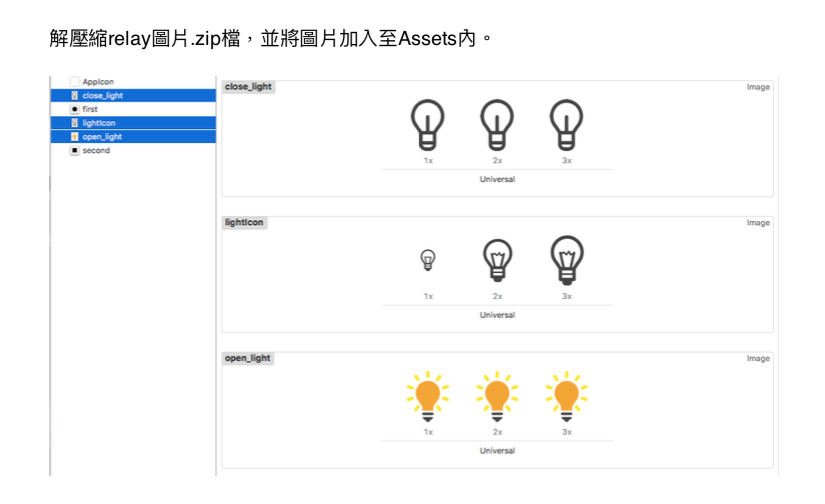 解壓縮relay圖片.zip檔，並將圖片加入至Assets內。
AppIcon
close_light
first
lightIcon
open_light
second
close_light
Image
1x 2x 3x
Universal
lightIcon
Image
1x 2x 3x
Universal
open_light
Image
1x 2x 3x
Universal